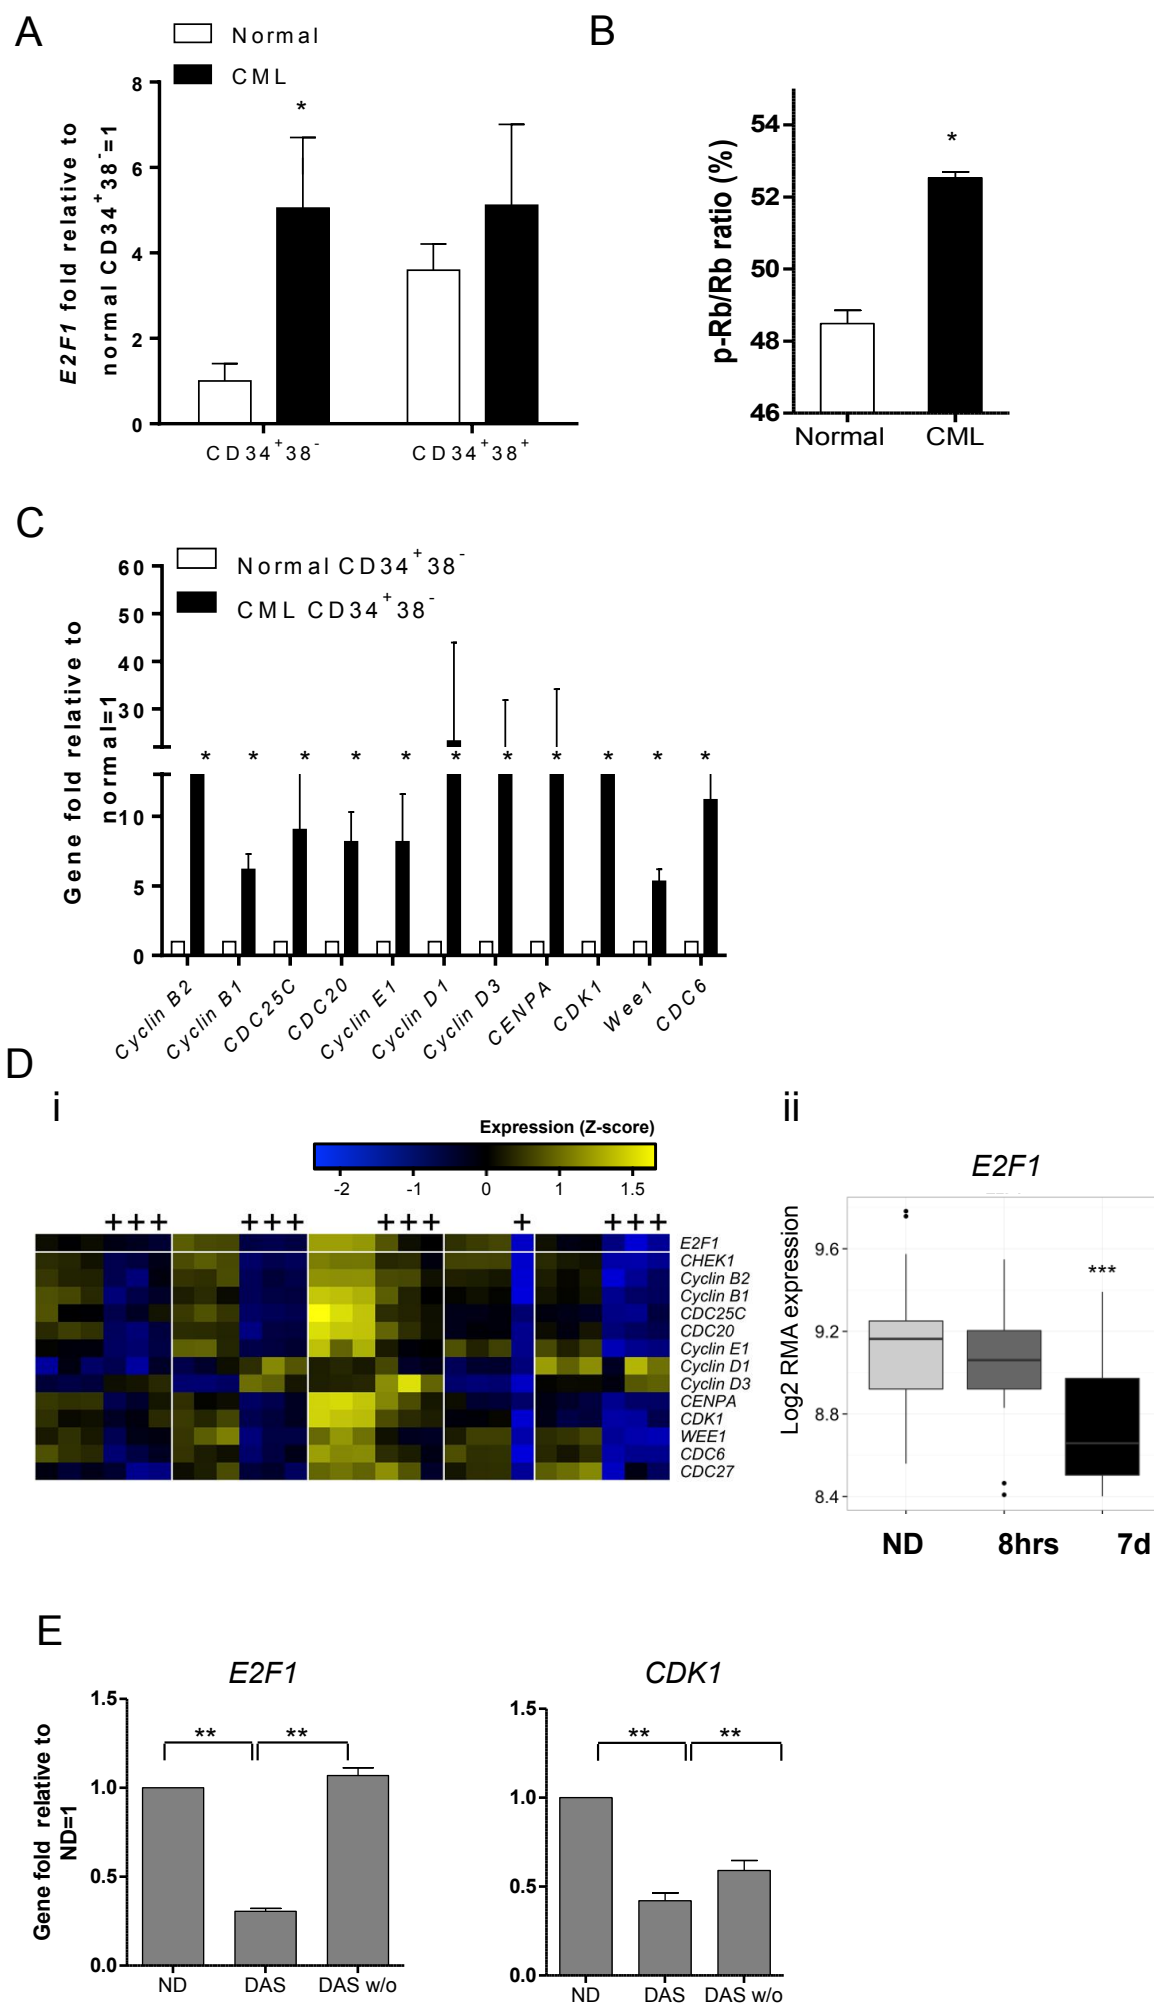 A
Normal
CML
E2F1 fold relative to
normal CD34+38-=1
8
6
4
2
0
*
CD34+38-
CD34+38+
B
p-Rb/Rb ratio (%)
54
52
50
48
46
*
Normal
CML
C
Normal CD34+38-
CML CD34+38-
Gene fold relative to
normal=1
60
50
40
30
10
5
0
* * * * * * * * * * *
Cyclin B2
Cyclin B1
CDC25C
CDC20
Cyclin E1
Cyclin D1
Cyclin D3
CENPA
CDK1
Wee1
CDC6
D
i
Expression (Z-score)
-2 -1 0 1 1.5
+++ +++ +++ + +++
E2F1
CHEK1
Cyclin B2
Cyclin B1
CDC25C
CDC20
Cyclin E1
Cyclin D1
Cyclin D3
CENPA
CDK1
WEE1
CDC6
CDC27
ii
E2F1
Log2 RMA expression
9.6
9.2
8.8
8.4
***
ND 8hrs 7d
E
E2F1
Gene fold relative to
ND=1
1.5
1.0
0.5
0.0
** **
ND DAS DAS w/o
CDK1
1.5
1.0
0.5
0.0
** **
ND DAS DAS w/o